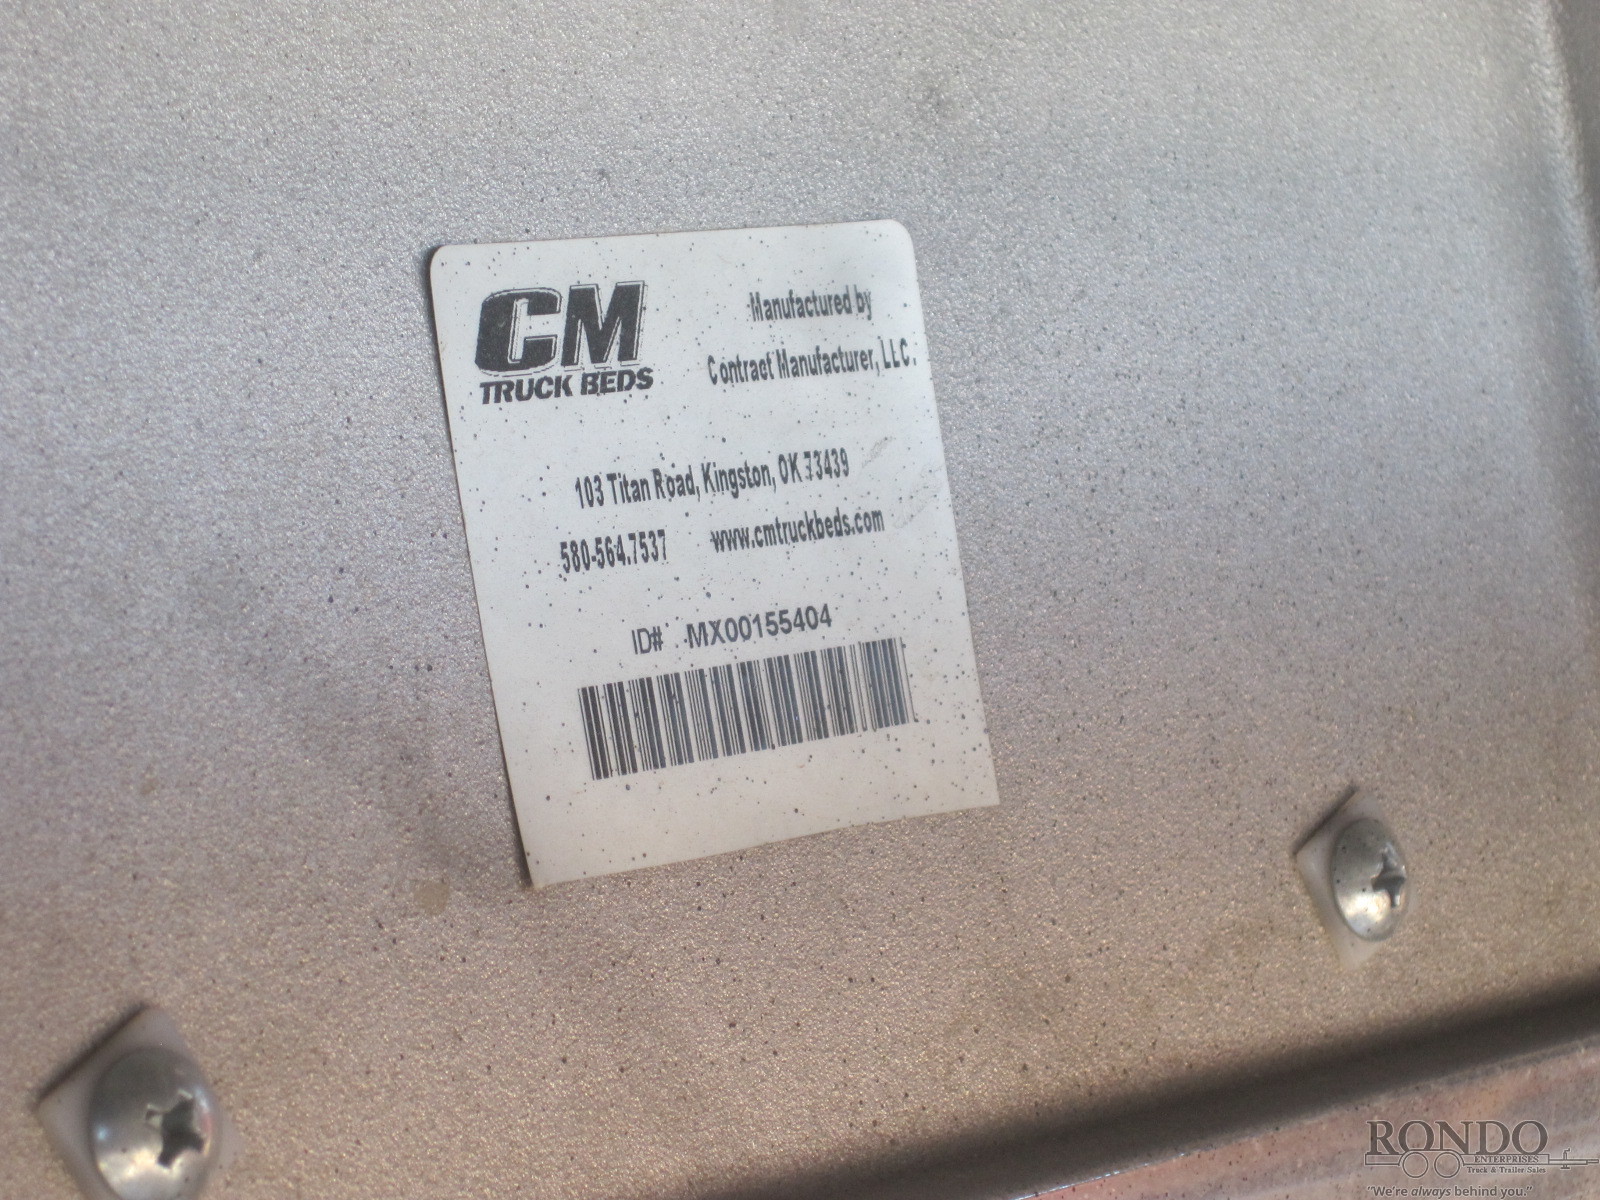 CM
TRUCK BEDS
Manufactured by
Contract Manufacturer, LLC.
103 Titan Road, Kingston, OK 73439
580-564.7537 www.cmtruckbeds.com
ID# MX00155404
RONDO
ENTERPRISES
Truck & Trailer Sales
"We're always behind you."